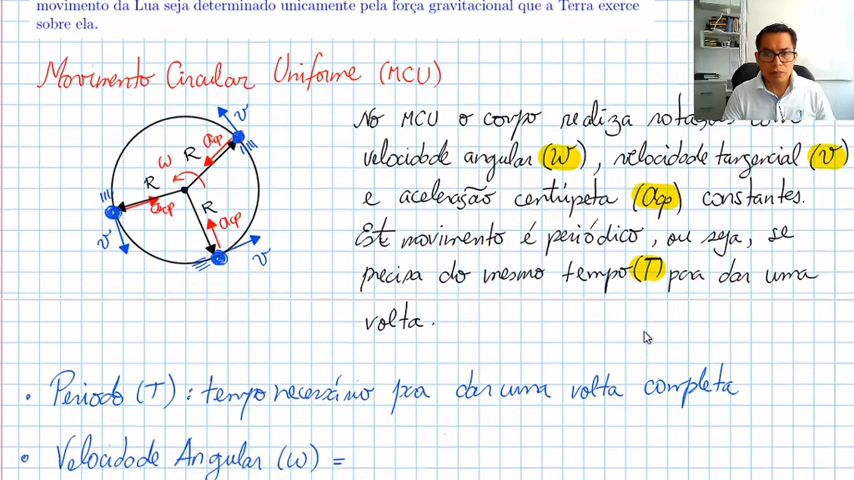 movimento da Lua seja determinado unicamente pela força gravitacional que a Terra exerce
sobre ela.
Movimento Circular Uniforme (MCU)
v
acp
R
w
R
acp
R
acp
v
v
No MCU o corpo realiza rotações com
velocidade angular (w), velocidade tangencial (v)
e aceleração centrípeta (acp) constantes.
Este movimento é periódico, ou seja, se
precisa do mesmo tempo (T) para dar uma
volta.
• Periodo (T): tempo necessário para dar uma volta completa
• Velocidade Angular (w) =